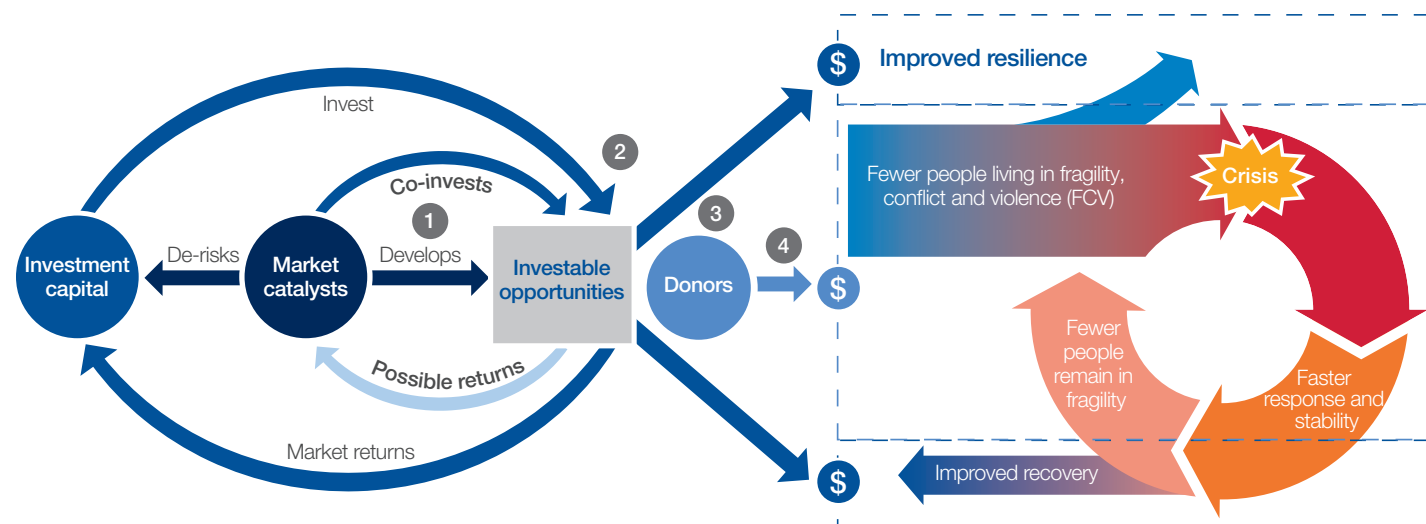 Invest
2
Co-invests
1
De-risks
Develops
Investment
capital
Market
catalysts
Investable
opportunities
Possible returns
Market returns
3
Donors
4
$
$
$
Improved resilience
Fewer people living in fragility,
conflict and violence (FCV)
Crisis
Fewer
people
remain in
fragility
Faster
response and
stability
Improved recovery